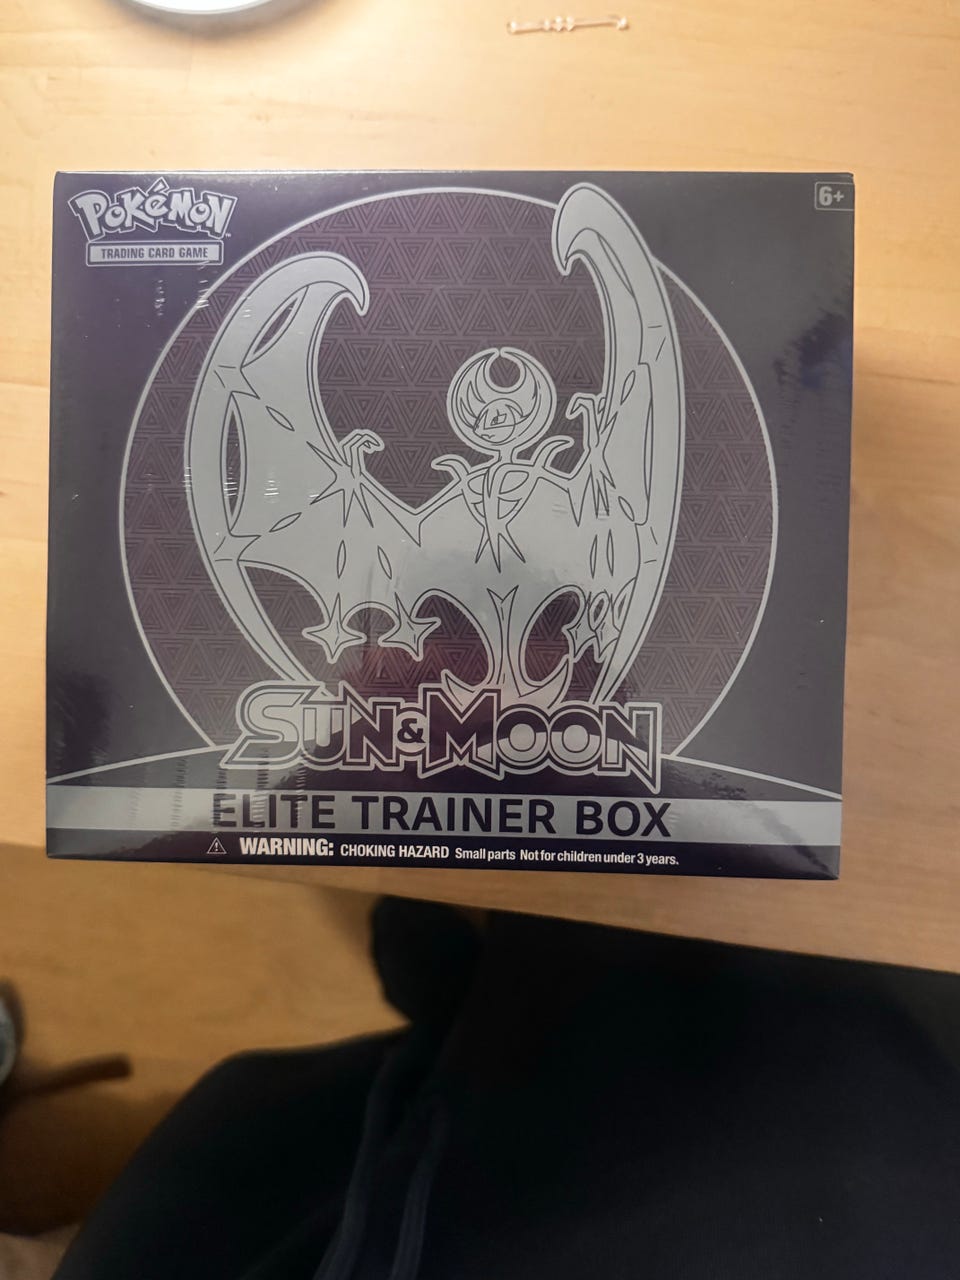 POKéMON™
TRADING CARD GAME
6+
SUN & MOON
ELITE TRAINER BOX
⚠ WARNING: CHOKING HAZARD Small parts Not for children under 3 years.